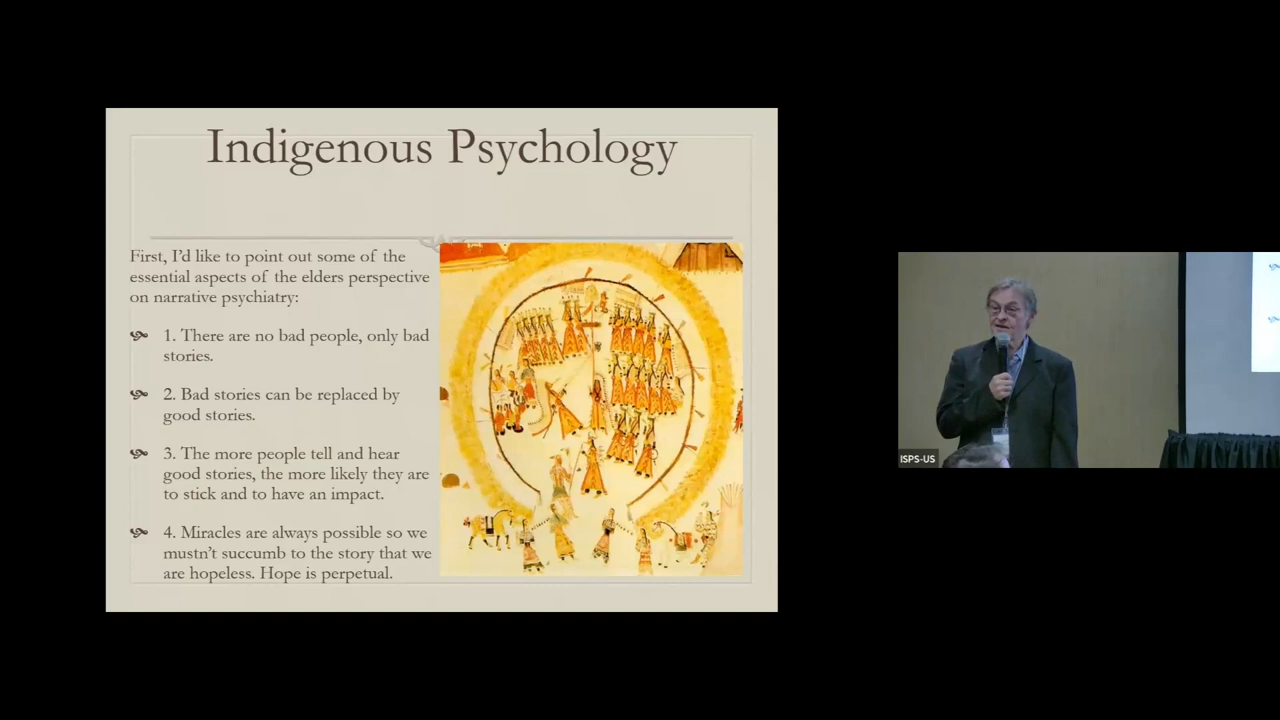 Indigenous Psychology
First, I'd like to point out some of the
essential aspects of the elders perspective
on narrative psychiatry:
1. There are no bad people, only bad
stories.
2. Bad stories can be replaced by
good stories.
3. The more people tell and hear
good stories, the more likely they are
to stick and to have an impact.
4. Miracles are always possible so we
mustn't succumb to the story that we
are hopeless. Hope is perpetual.
ISPS-US